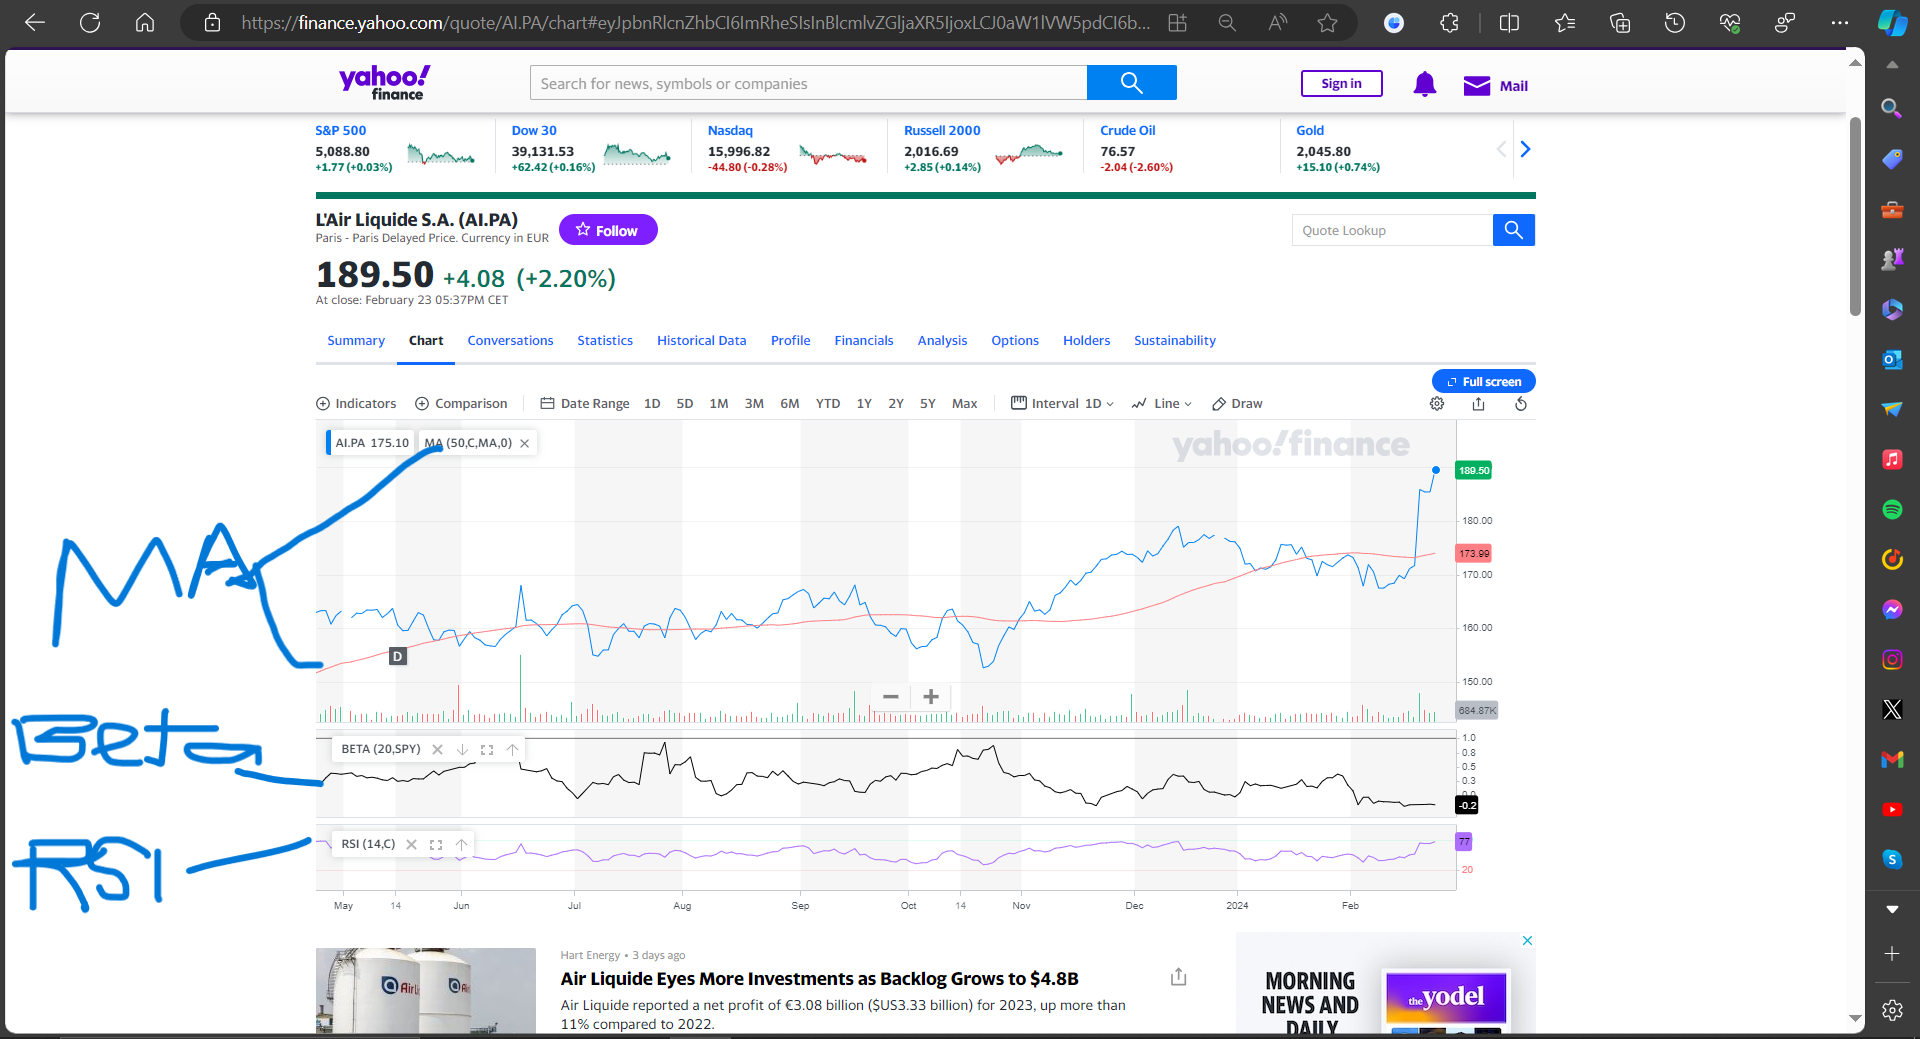 https://finance.yahoo.com/quote/AI.PA/chart#eyJpbnRlcnZhbCI6ImRheSIsInBlcmlvZGljaXR5IjoxLCJ0aW1lVW5pdCI6b...
yahoo!
finance
Search for news, symbols or companies
Sign in
Mail
S&P 500
5,088.80
+1.77 (+0.03%)
Dow 30
39,131.53
+62.42 (+0.16%)
Nasdaq
15,996.82
-44.80 (-0.28%)
Russell 2000
2,016.69
+2.85 (+0.14%)
Crude Oil
76.57
-2.04 (-2.60%)
Gold
2,045.80
+15.10 (+0.74%)
L'Air Liquide S.A. (AI.PA)
Paris - Paris Delayed Price. Currency in EUR
Follow
Quote Lookup
189.50 +4.08 (+2.20%)
At close: February 23 05:37PM CET
Summary Chart Conversations Statistics Historical Data Profile Financials Analysis Options Holders Sustainability
Full screen
Indicators Comparison Date Range 1D 5D 1M 3M 6M YTD 1Y 2Y 5Y Max Interval 1D Line Draw
AI.PA 175.10 MA (50,C,MA,0)
yahoo!finance
189.50
180.00
173.99
170.00
160.00
150.00
684.87K
D
MA
BETA (20,SPY)
1.0
0.8
0.5
0.3
0.0
-0.2
Beta
RSI (14,C)
77
20
RSI
May 14 Jun Jul Aug Sep Oct 14 Nov Dec 2024 Feb
Hart Energy • 3 days ago
Air Liquide Eyes More Investments as Backlog Grows to $4.8B
Air Liquide reported a net profit of €3.08 billion ($US3.33 billion) for 2023, up more than
11% compared to 2022.
MORNING
NEWS AND
DAILY
the yodel